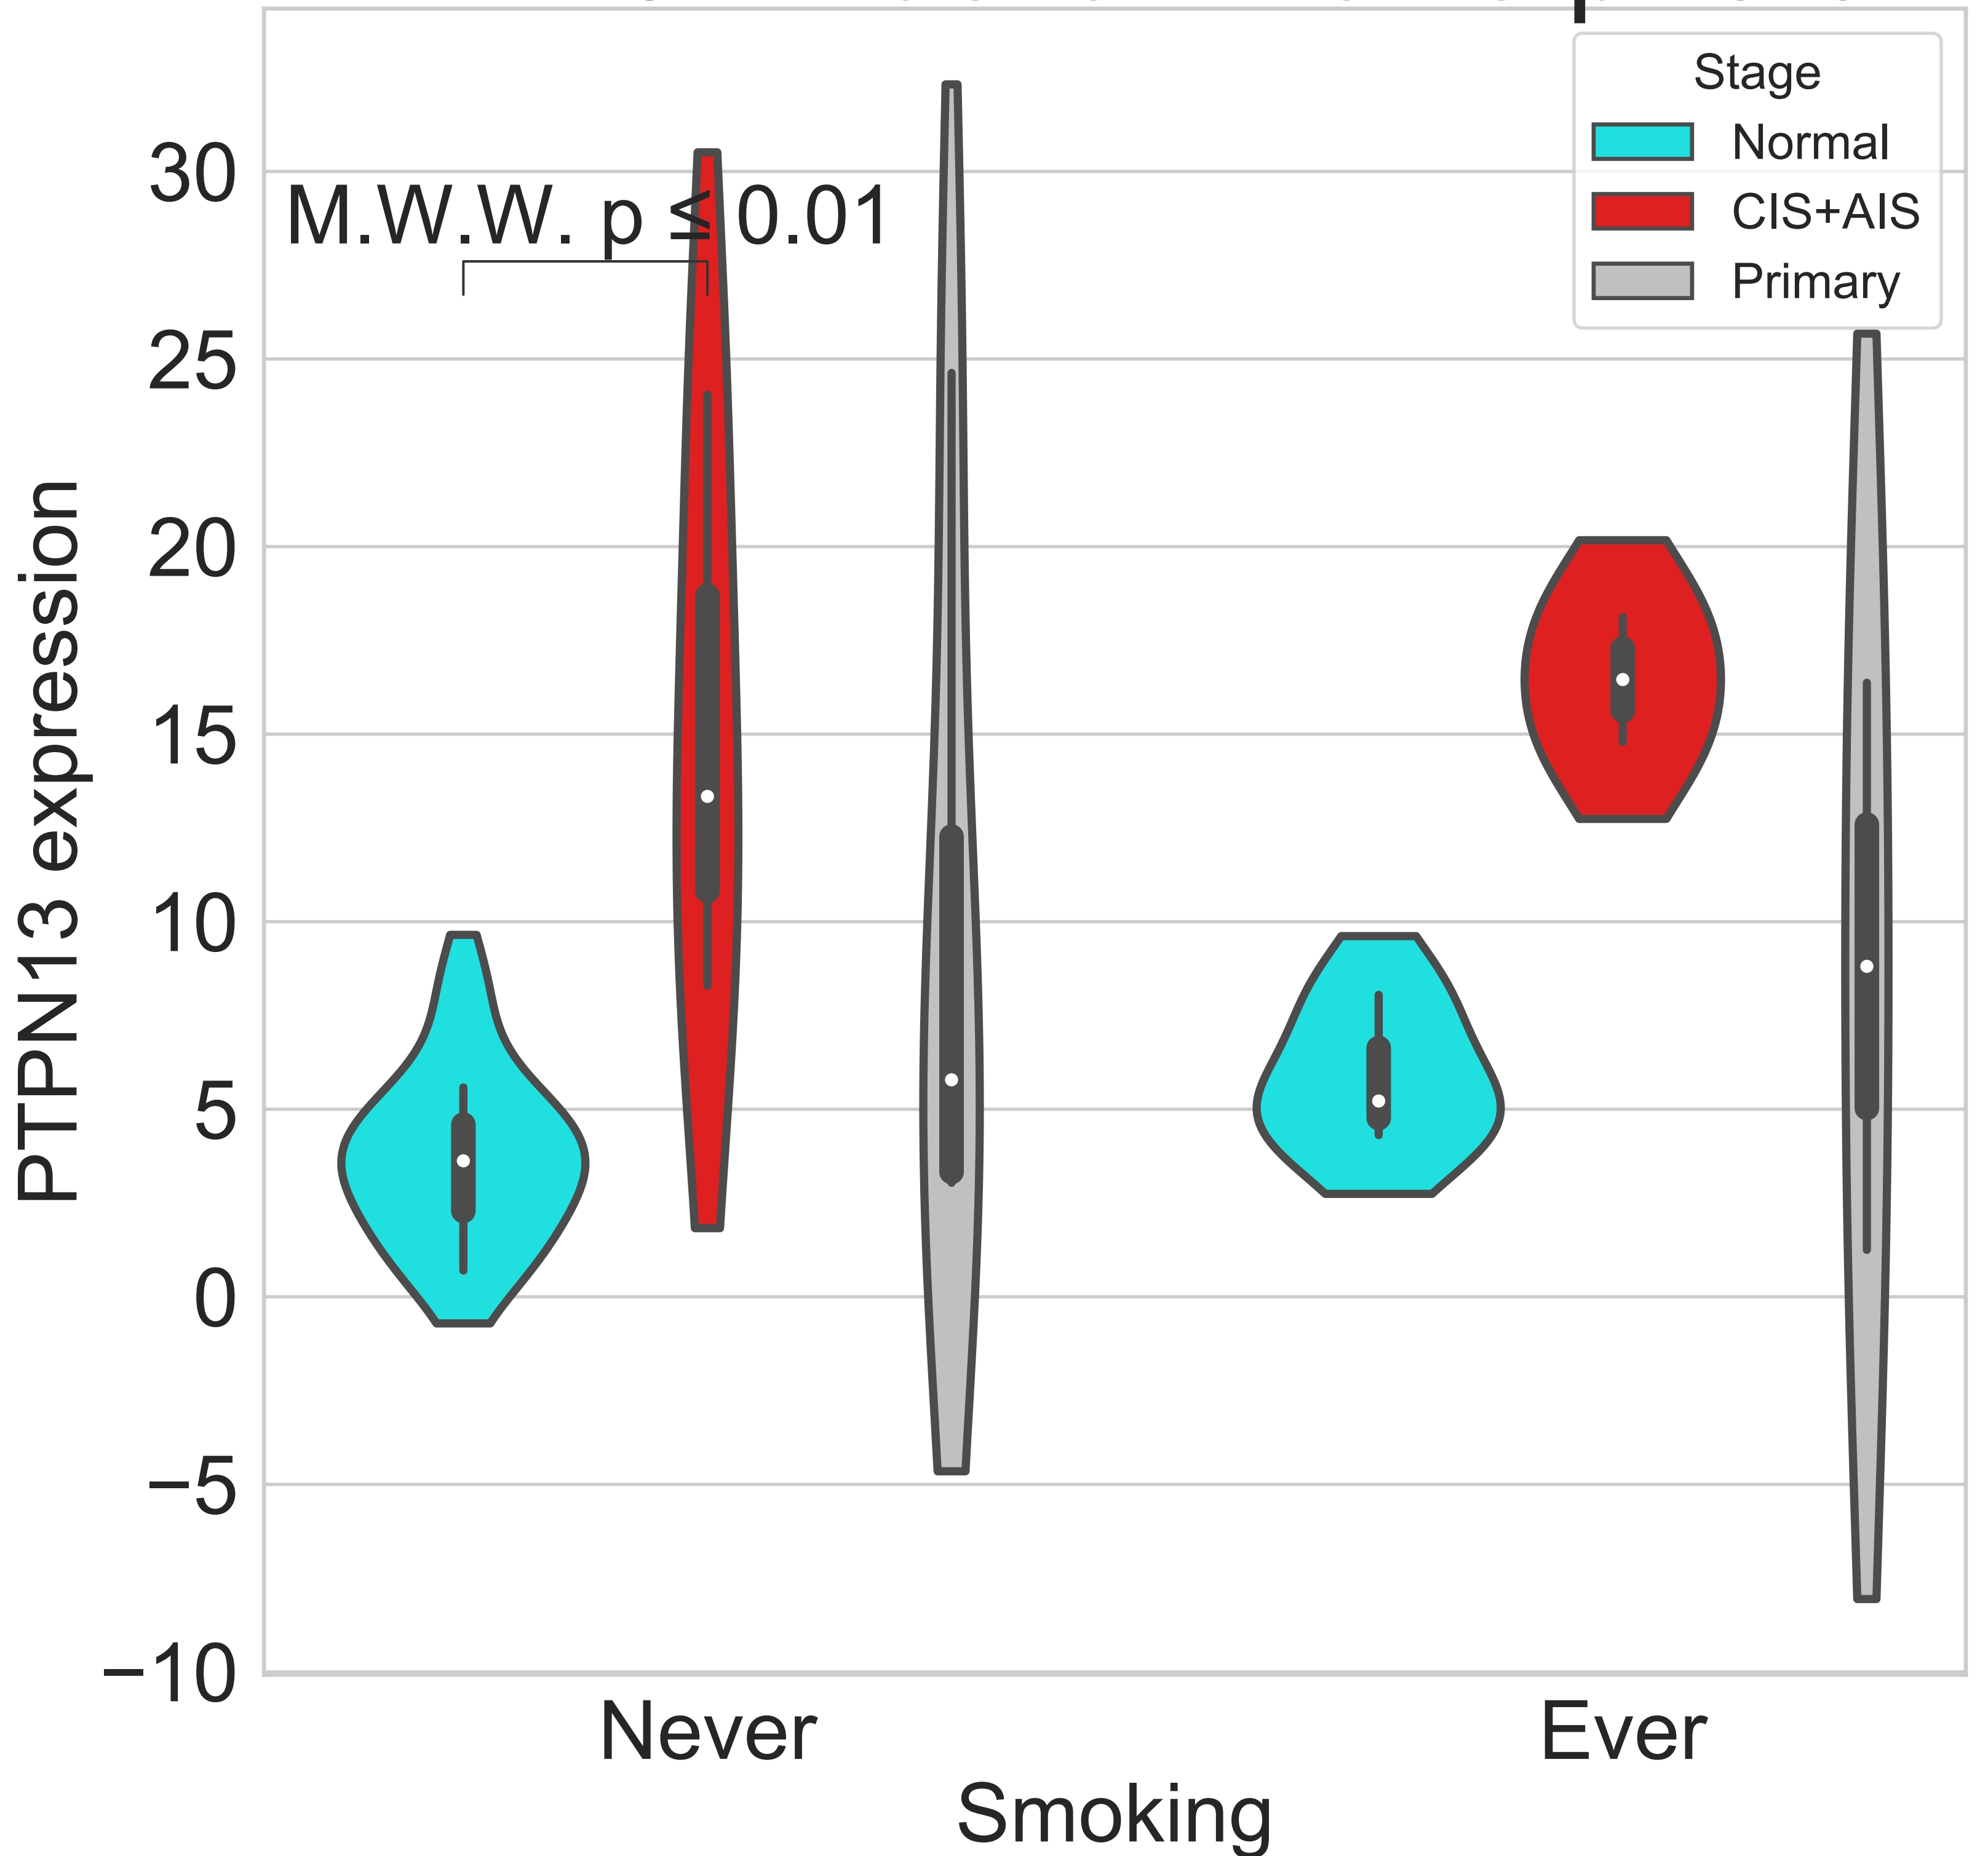 Stage
Normal
CIS+AIS
Primary
M.W.W. p ≤ 0.01
30
25
20
15
10
5
0
−5
−10
PTPN13 expression
Never
Ever
Smoking